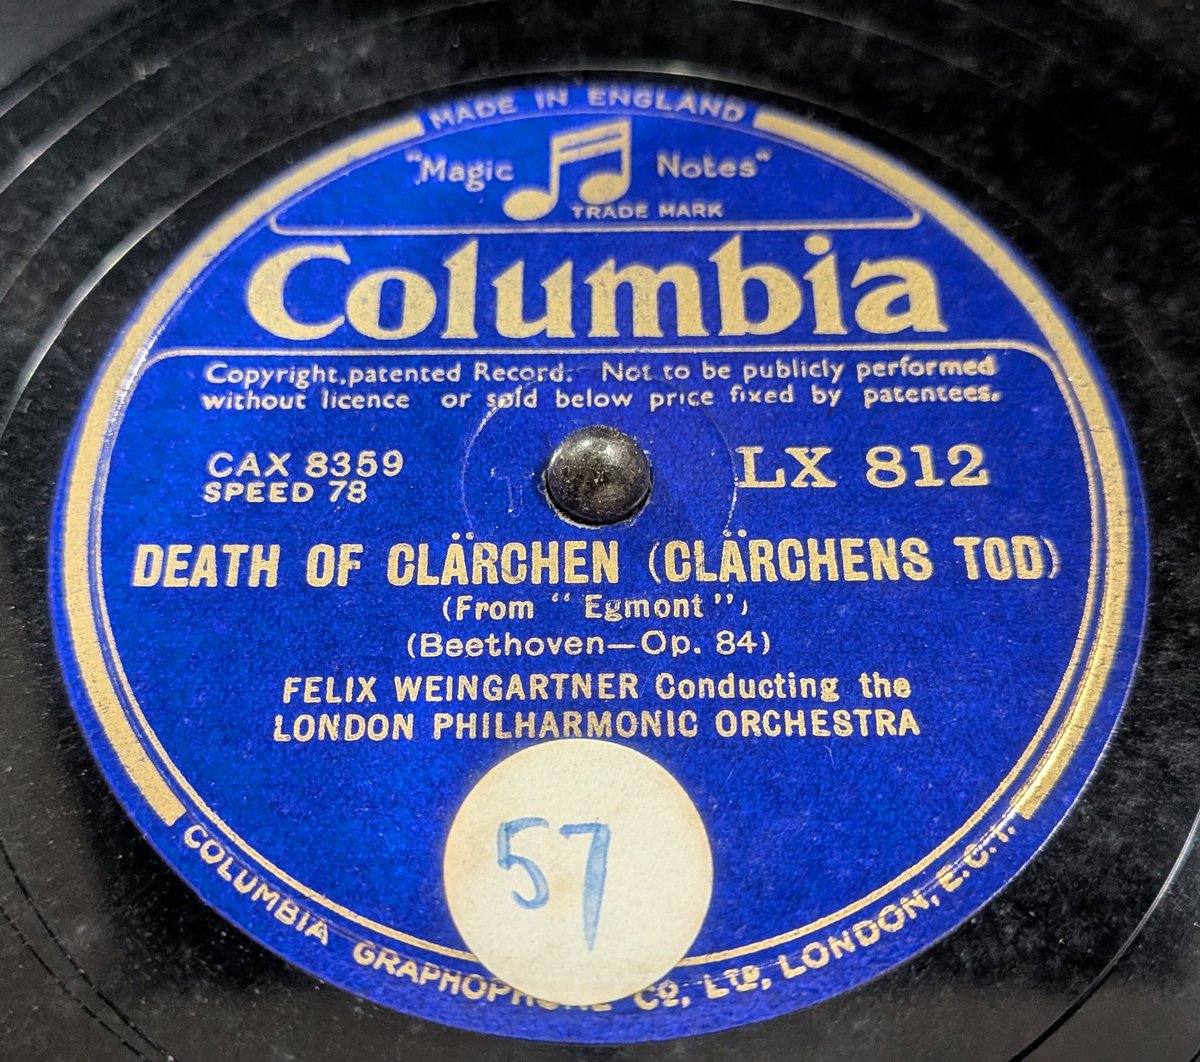 MADE IN ENGLAND
"Magic Notes"
TRADE MARK
Columbia
Copyright, patented Record. Not to be publicly performed
without licence or sold below price fixed by patentees.
CAX 8359 LX 812
SPEED 78
DEATH OF CLÄRCHEN (CLÄRCHENS TOD)
(From "Egmont")
(Beethoven—Op. 84)
FELIX WEINGARTNER Conducting the
LONDON PHILHARMONIC ORCHESTRA
57
COLUMBIA GRAPHOPHONE CO, LTD, LONDON, E.C.1.